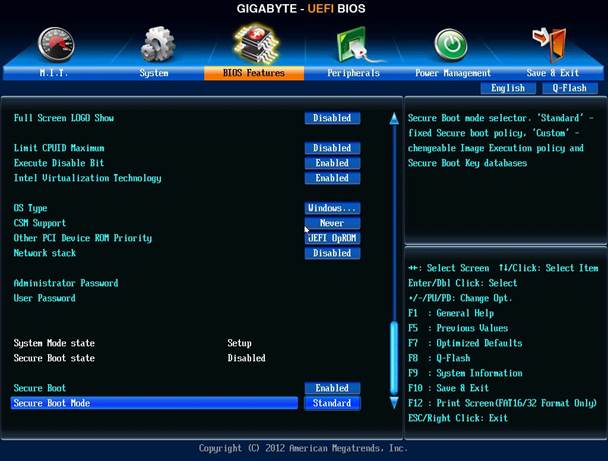 GIGABYTE - UEFI BIOS
M.I.T. System BIOS Features Peripherals Power Management Save & Exit
English Q-Flash
Full Screen LOGO Show Disabled
Limit CPUID Maximum Disabled
Execute Disable Bit Enabled
Intel Virtualization Technology Enabled
OS Type Windows...
CSM Support Never
Other PCI Device ROM Priority UEFI OpROM
Network stack Disabled
Administrator Password
User Password
System Mode state Setup
Secure Boot state Disabled
Secure Boot Enabled
Secure Boot Mode Standard
Secure Boot mode selector. 'Standard' -
fixed Secure boot policy, 'Custom' -
chengeable Image Execution policy and
Secure Boot Key databases
→←: Select Screen ↑↓/Click: Select Item
Enter/Dbl Click: Select
+/-/PU/PD: Change Opt.
F1 : General Help
F5 : Previous Values
F7 : Optimized Defaults
F8 : Q-Flash
F9 : System Information
F10 : Save & Exit
F12 : Print Screen(FAT16/32 Format Only)
ESC/Right Click: Exit
Copyright (C) 2012 American Megatrends, Inc.